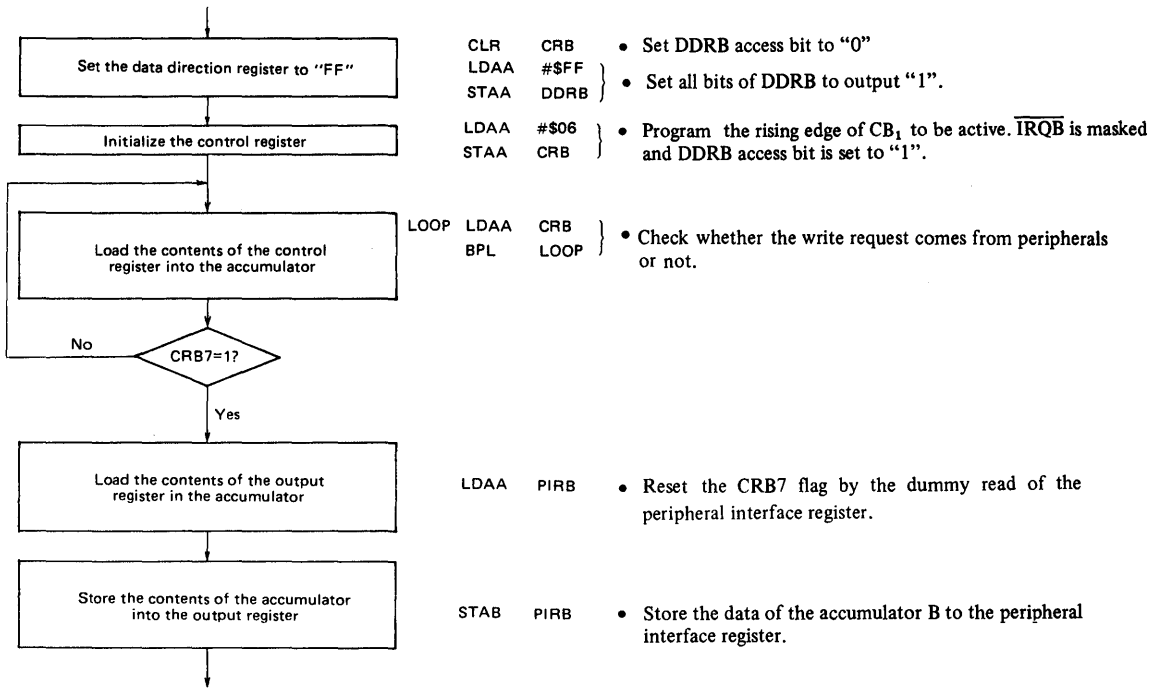 Set the data direction register to "FF"
CLR CRB • Set DDRB access bit to "0"
LDAA #$FF
STAA DDRB • Set all bits of DDRB to output "1".
Initialize the control register
LDAA #$06 • Program the rising edge of CB₁ to be active. I̅R̅Q̅B̅ is masked
STAA CRB and DDRB access bit is set to "1".
Load the contents of the control
register into the accumulator
LOOP LDAA CRB • Check whether the write request comes from peripherals
BPL LOOP or not.
No
CRB7=1?
Yes
Load the contents of the output
register in the accumulator
LDAA PIRB • Reset the CRB7 flag by the dummy read of the
peripheral interface register.
Store the contents of the accumulator
into the output register
STAB PIRB • Store the data of the accumulator B to the peripheral
interface register.